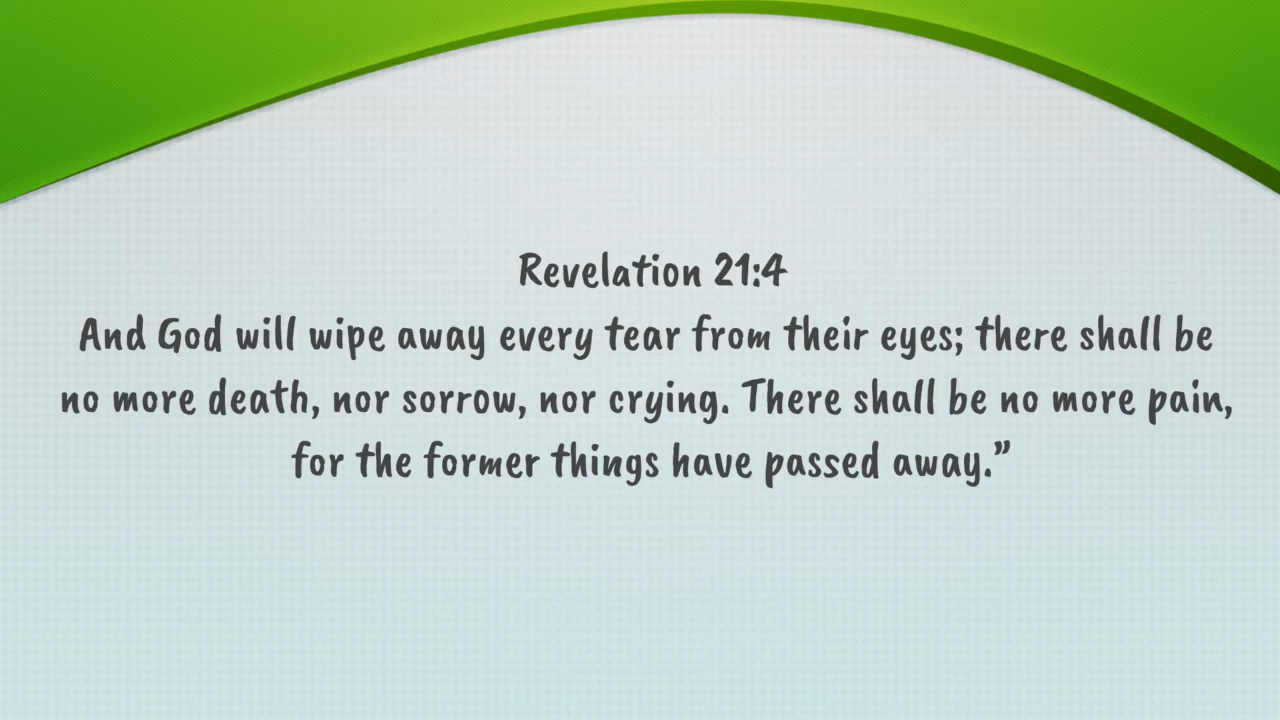 Revelation 21:4
And God will wipe away every tear from their eyes; there shall be
no more death, nor sorrow, nor crying. There shall be no more pain,
for the former things have passed away.”